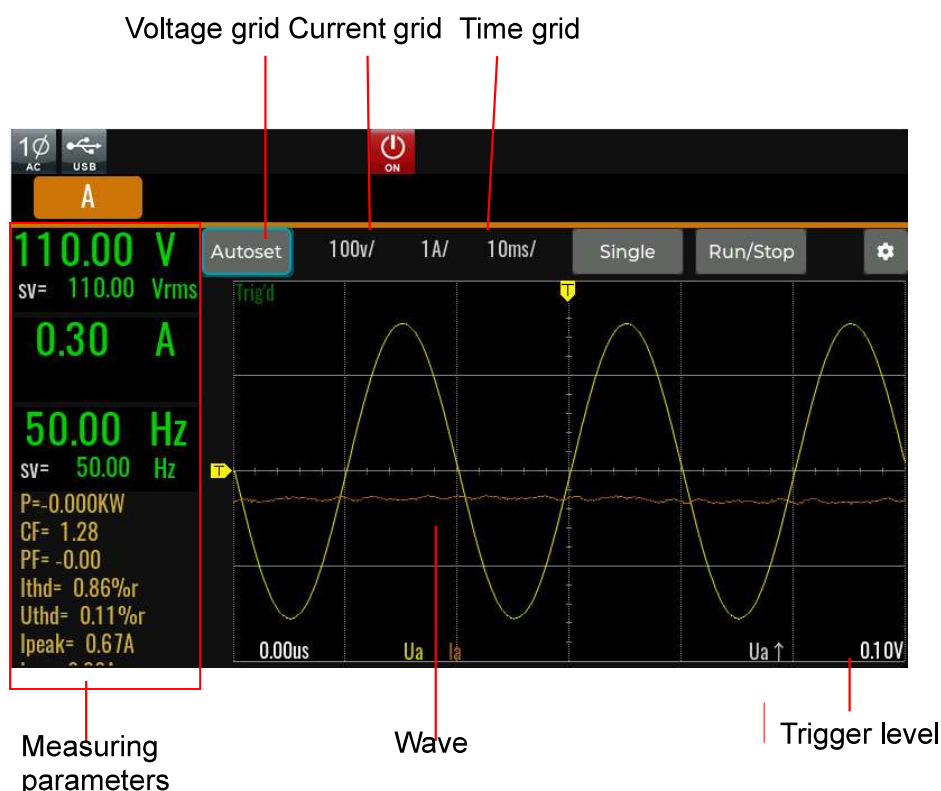 Voltage grid Current grid Time grid
1Ø
AC
USB
ON
A
110.00 V
sv= 110.00 Vrms
0.30 A
50.00 Hz
sv= 50.00 Hz
P=-0.000KW
CF= 1.28
PF= -0.00
Ithd= 0.86%r
Uthd= 0.11%r
Ipeak= 0.67A
Autoset 100v/ 1A/ 10ms/ Single Run/Stop
Trig'd
T
T
0.00us Ua Ia Ua↑ 0.10V
Measuring
parameters
Wave
Trigger level